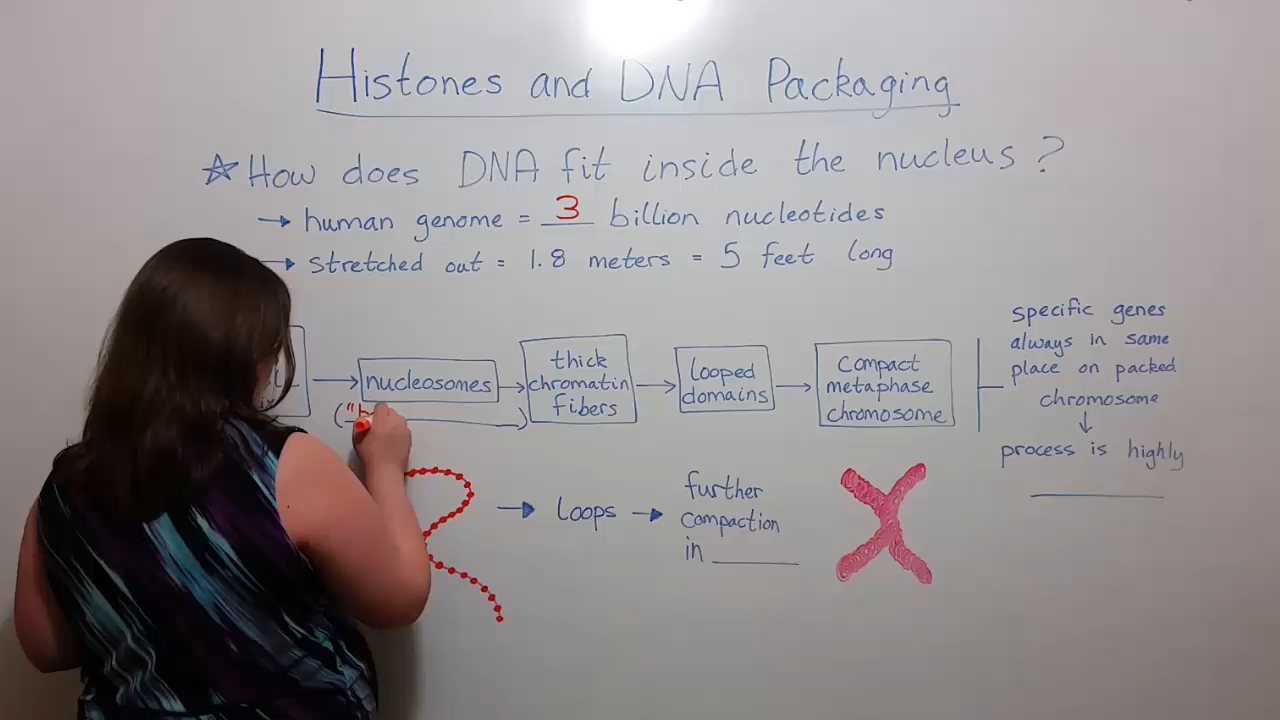 Histones and DNA Packaging
☆ How does DNA fit inside the nucleus?
→ human genome = 3 billion nucleotides
→ stretched out = 1.8 meters = 5 feet long
→ nucleosomes → thick chromatin fibers → looped domains → compact metaphase chromosome
("b )
specific genes
always in same
place on packed
chromosome
↓
process is highly
→ Loops →
further
compaction
in